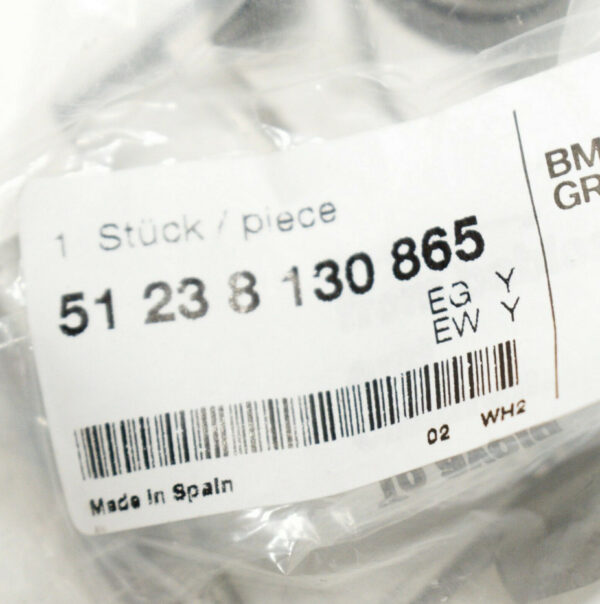 1 Stück / piece
51 23 8 130 865
EG Y
EW Y
02 WH2
Made in Spain
BM
GR